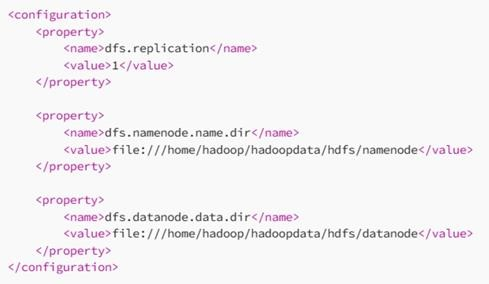 <configuration>
    <property>
        <name>dfs.replication</name>
        <value>1</value>
    </property>

    <property>
        <name>dfs.namenode.name.dir</name>
        <value>file:///home/hadoop/hadoopdata/hdfs/namenode</value>
    </property>

    <property>
        <name>dfs.datanode.data.dir</name>
        <value>file:///home/hadoop/hadoopdata/hdfs/datanode</value>
    </property>
</configuration>